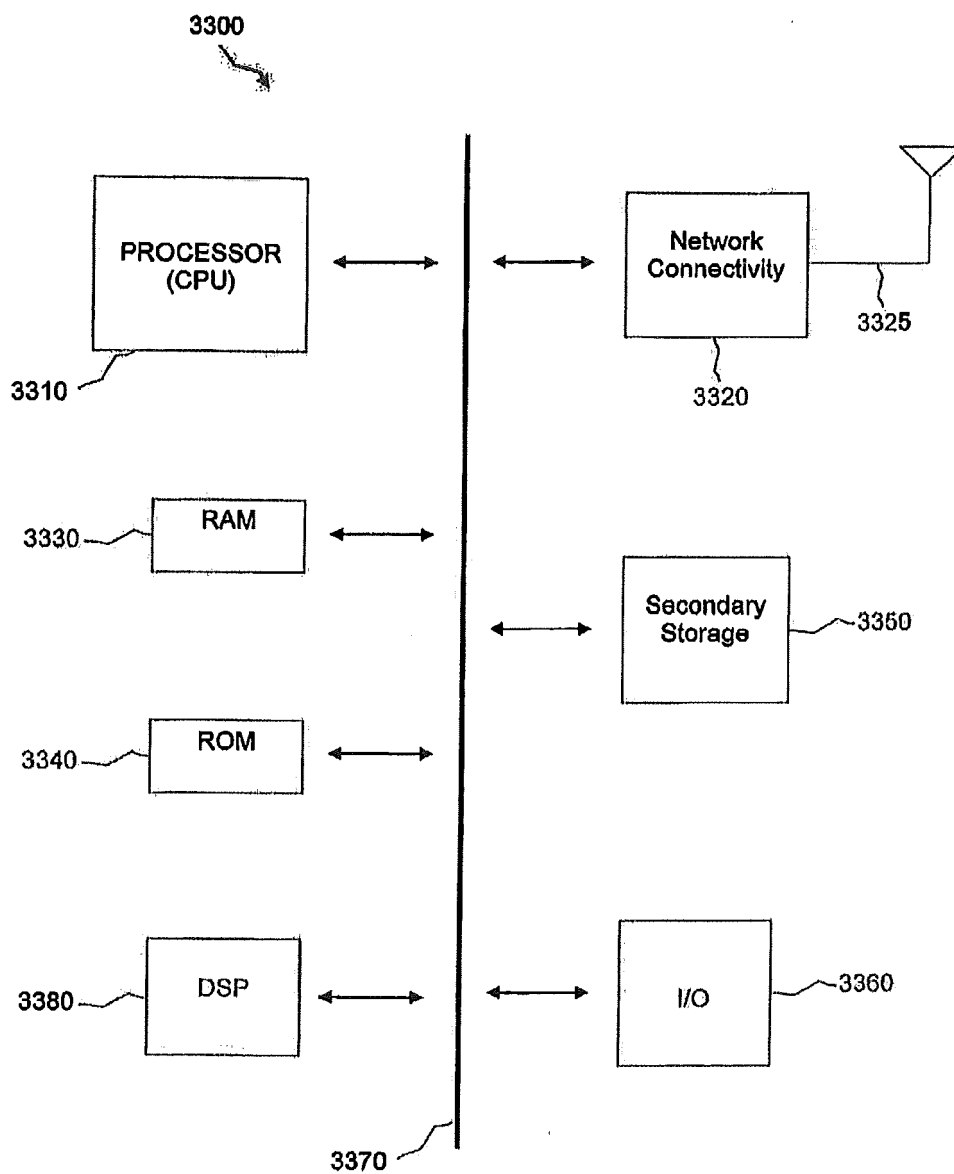 3300
PROCESSOR
(CPU)
3310
Network
Connectivity
3325
3320
RAM
3330
Secondary
Storage
3350
ROM
3340
DSP
3380
I/O
3360
3370